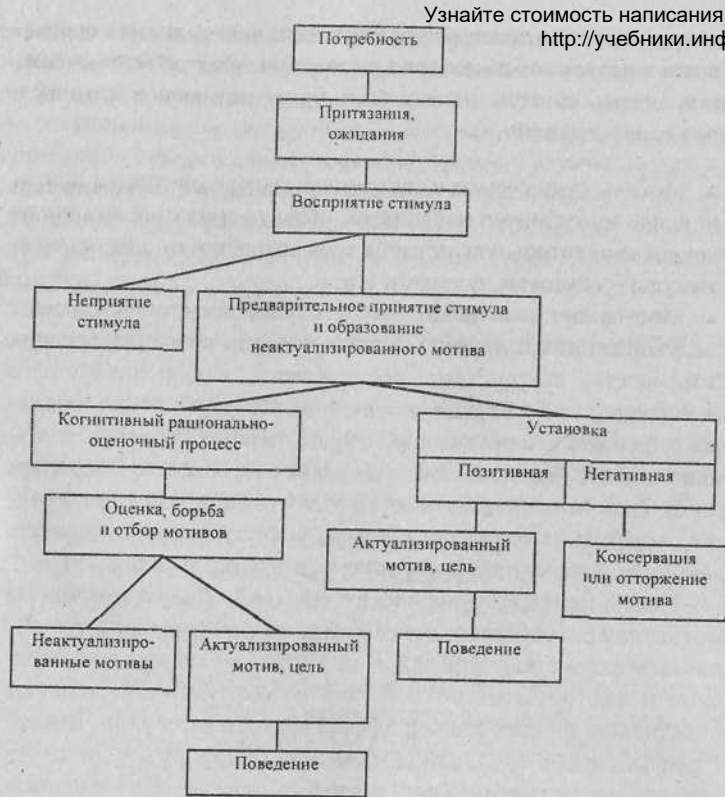 Узнайте стоимость написания
http://учебники.инф
Потребность
Притязания,
ожидания
Восприятие стимула
Неприятие
стимула
Предварительное принятие стимула
и образование
неактуализированного мотива
Когнитивный рационально-
оценочный процесс
Установка
Позитивная
Негативная
Оценка, борьба
и отбор мотивов
Актуализированный
мотив, цель
Консервация
или отторжение
мотива
Неактуализиро-
ванные мотивы
Актуализированный
мотив, цель
Поведение
Поведение